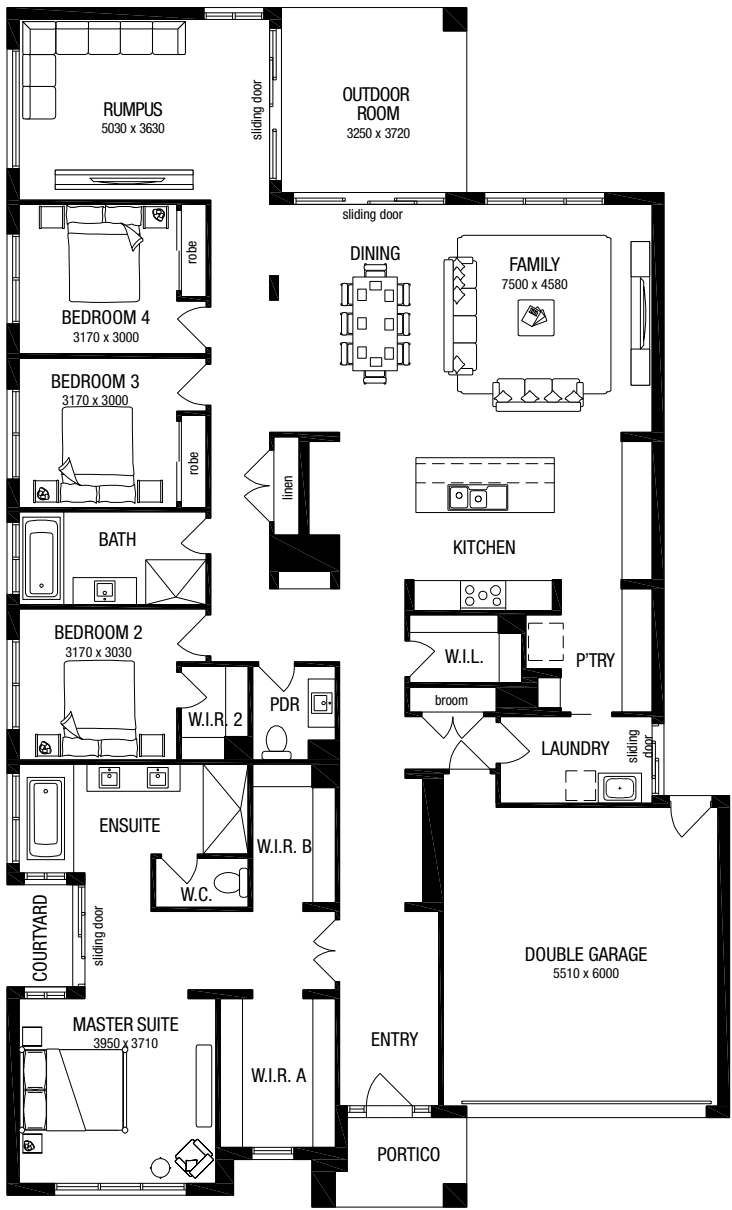 RUMPUS
5030 x 3630
sliding door
OUTDOOR
ROOM
3250 x 3720
sliding door
robe
BEDROOM 4
3170 x 3000
DINING
FAMILY
7500 x 4580
BEDROOM 3
3170 x 3000
robe
linen
BATH
KITCHEN
BEDROOM 2
3170 x 3030
W.I.R. 2
PDR
W.I.L.
P'TRY
broom
LAUNDRY
sliding
door
ENSUITE
W.I.R. B
W.C.
COURTYARD
sliding door
DOUBLE GARAGE
5510 x 6000
MASTER SUITE
3950 x 3710
W.I.R. A
ENTRY
PORTICO